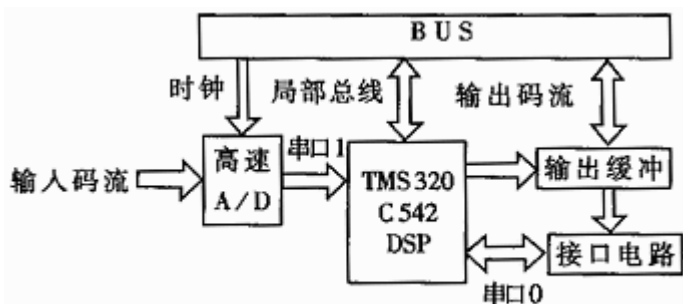 BUS
时钟
局部总线
输出码流
输入码流
高速
A/D
串口1
TMS320
C542
DSP
输出缓冲
接口电路
串口0